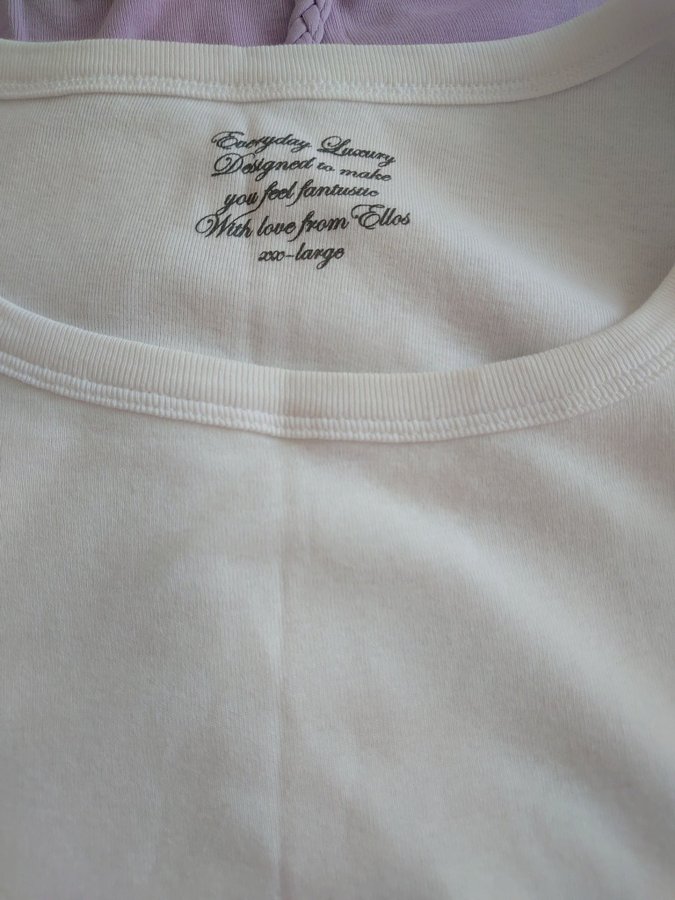 Everyday Luxury
Designed to make
you feel fantastic
With love from Ellos
xx-large